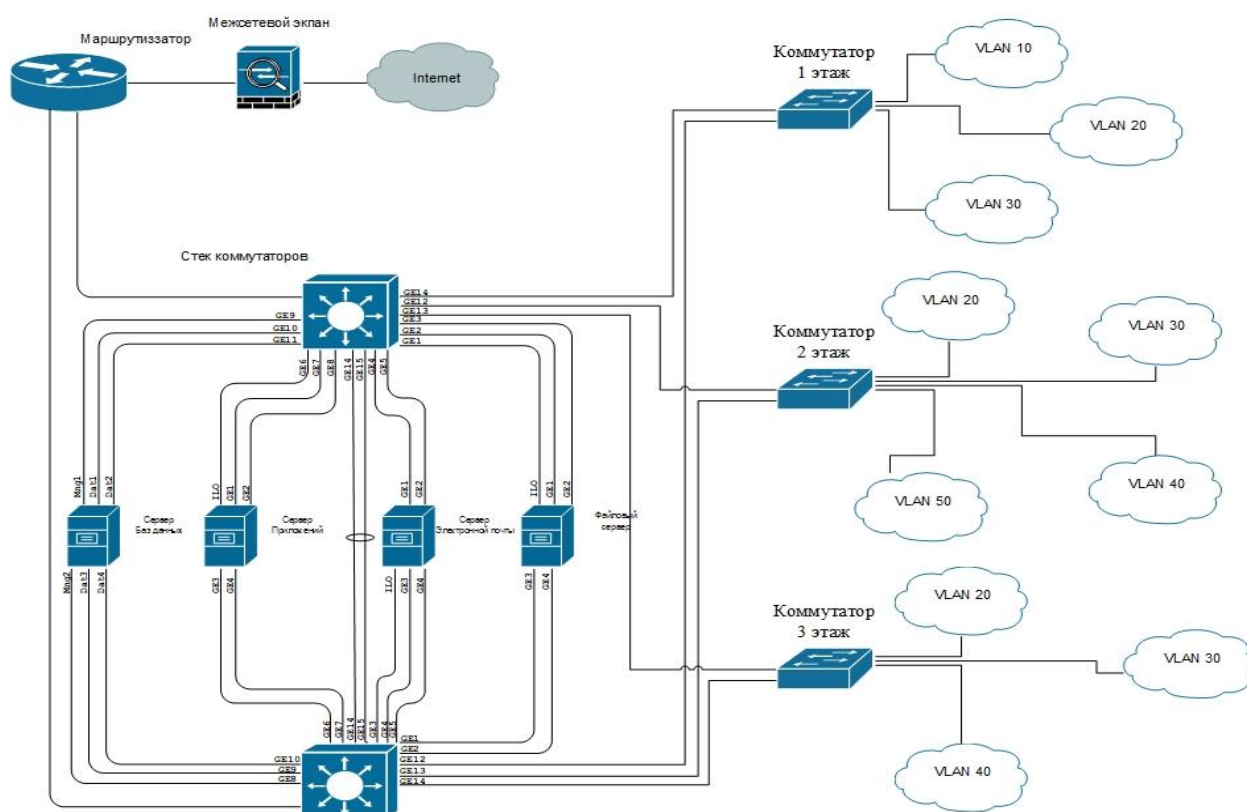 Межсетевой экпан
Маршрутиззатор
Internet
Коммутатор
1 этаж
VLAN 10
VLAN 20
VLAN 30
Стек коммутаторов
GE14
GE12
GE13
GE3
GE2
GE1
GE9
GE10
GE11
GE6
GE7
GE8
GE14
GE15
GE4
GE5
Коммутатор
2 этаж
VLAN 20
VLAN 30
VLAN 50
VLAN 40
Mng1
Dat1
Dat2
ILO
GE1
GE2
GE1
GE2
ILO
GE1
GE2
Сервер
Баз данных
Сервер
Приложений
Сервер
Электронной почты
Файловый
сервер
Mng2
Dat3
Dat4
GE3
GE4
ILO
GE3
GE4
GE3
GE4
Коммутатор
3 этаж
VLAN 20
VLAN 30
VLAN 40
GE6
GE7
GE14
GE15
GE3
GE4
GE5
GE10
GE9
GE8
GE1
GE2
GE12
GE13
GE14